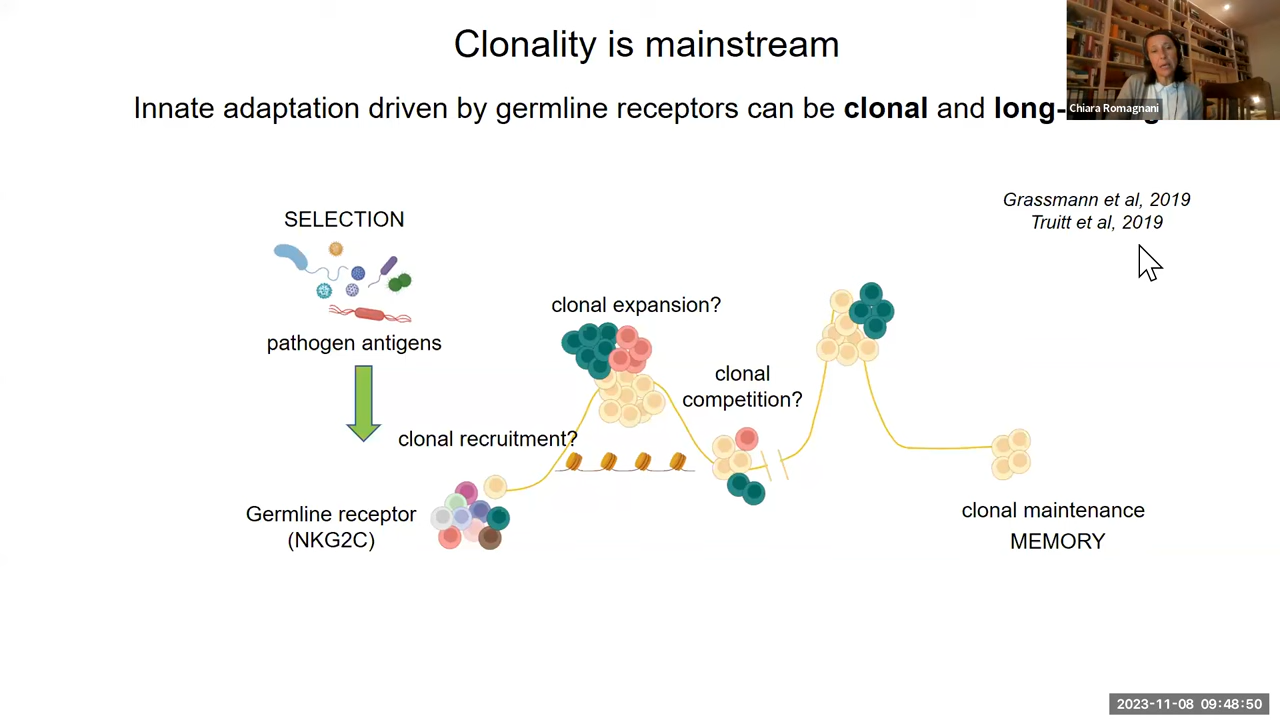 Clonality is mainstream
Innate adaptation driven by germline receptors can be clonal and long-
Chiara Romagnani
Grassmann et al, 2019
Truitt et al, 2019
SELECTION
pathogen antigens
clonal expansion?
clonal
competition?
clonal recruitment?
Germline receptor
(NKG2C)
clonal maintenance
MEMORY
2023-11-08 09:48:50